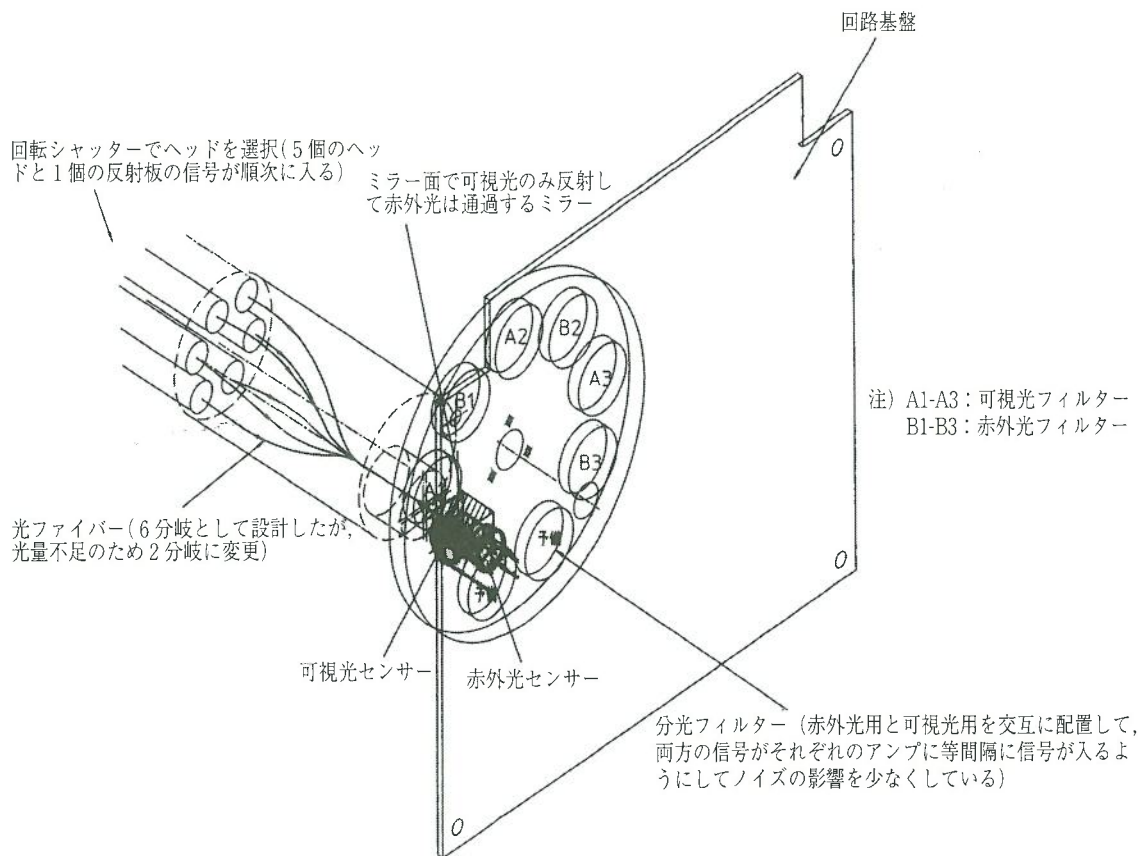 回路基盤
回転シャッターでヘッドを選択(5個のヘッ
ドと1個の反射板の信号が順次に入る)
ミラー面で可視光のみ反射し
て赤外光は通過するミラー
A2
B2
A3
B1
B3
予備
予備
注) A1-A3：可視光フィルター
B1-B3：赤外光フィルター
光ファイバー(6分岐として設計したが,
光量不足のため2分岐に変更)
可視光センサー
赤外光センサー
分光フィルター (赤外光用と可視光用を交互に配置して,
両方の信号がそれぞれのアンプに等間隔に信号が入るよ
うにしてノイズの影響を少なくしている)